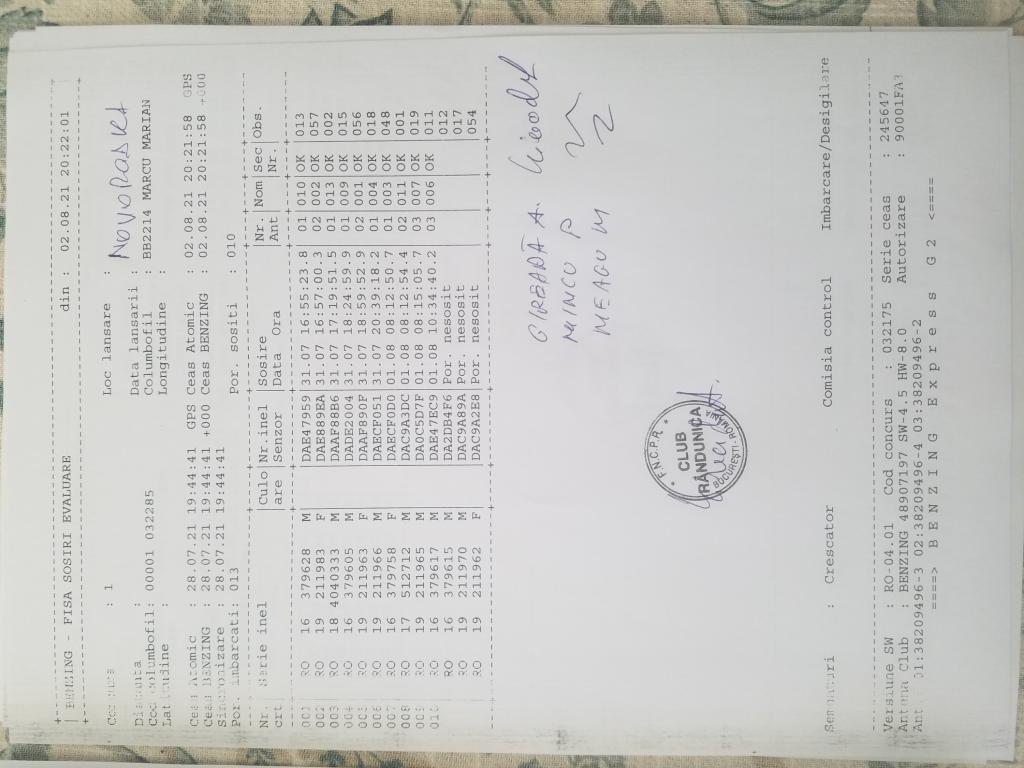 BENZING - FISA SOSIRI EVALUARE din : 02.08.21 20:22:01
: 1 Loc lansare : NOVOPOSKA
Data lansarii :
Columbofil : BB2214 MARCU MARIAN
: 00001 032285 Longitudine :
: 28.07.21 19:44:41 GPS Ceas Atomic : 02.08.21 20:21:58 GPS
Ceas BENZING : 28.07.21 19:44:41 +000 Ceas BENZING : 02.08.21 20:21:58 +000
Sincronizare : 28.07.21 19:44:41
Por. Imbarcati: 013 Por. sositi : 010
Nr. Serie inel Culo Nr.inel Sosire Nr Nom Sec Obs.
crt are Senzor Data Ora Ant Nr.
001 RO 16 379628 M DAE47959 31.07 16:55:23.8 01 010 OK 013
002 RO 19 211983 F DAE889EA 31.07 16:57:00.3 02 002 OK 057
003 RO 18 4040333 M DAAF88B6 31.07 17:19:51.5 01 013 OK 002
004 RO 16 379605 M DADE2004 31.07 18:24:59.9 01 009 OK 015
005 RO 19 211963 F DAAF890F 31.07 18:59:52.9 02 001 OK 056
006 RO 19 211966 M DAECF051 31.07 20:39:18.2 01 004 OK 018
007 RO 16 379758 F DAECF0D0 01.08 08:12:50.7 01 003 OK 048
008 RO 17 512712 M DAC9A3DC 01.08 08:12:54.4 02 011 OK 001
009 RO 19 211965 M DA0C5D7F 01.08 08:15:05.7 03 007 OK 019
010 RO 16 379617 M DAE47EC9 01.08 10:34:40.2 03 006 OK 011
RO 16 379615 M DA2DB4F6 Por. nesosit 012
RO 19 211970 M DAC9A89A Por. nesosit 017
RO 19 211962 F DAC9A2E8 Por. nesosit 054
GIRBEADĂ A.
MINCU P
NEAGU M
* F.N.C.P.R. *
CLUB
RÂNDUNICA
BUCUREŞTI - ROMÂNIA
Semnaturi : Crescator Comisia control Imbarcare/Desigilare
Versiune SW : RO-04.01 Cod concurs : 032175 Serie ceas : 245647
Antena Club : BENZING 48907197 SW-4.5 HW-8.0 Autorizare : 90001FA3
Ant. 01:38209496-3 02:38209496-4 03:38209496-2
====> B E N Z I N G E x p r e s s G 2 <====